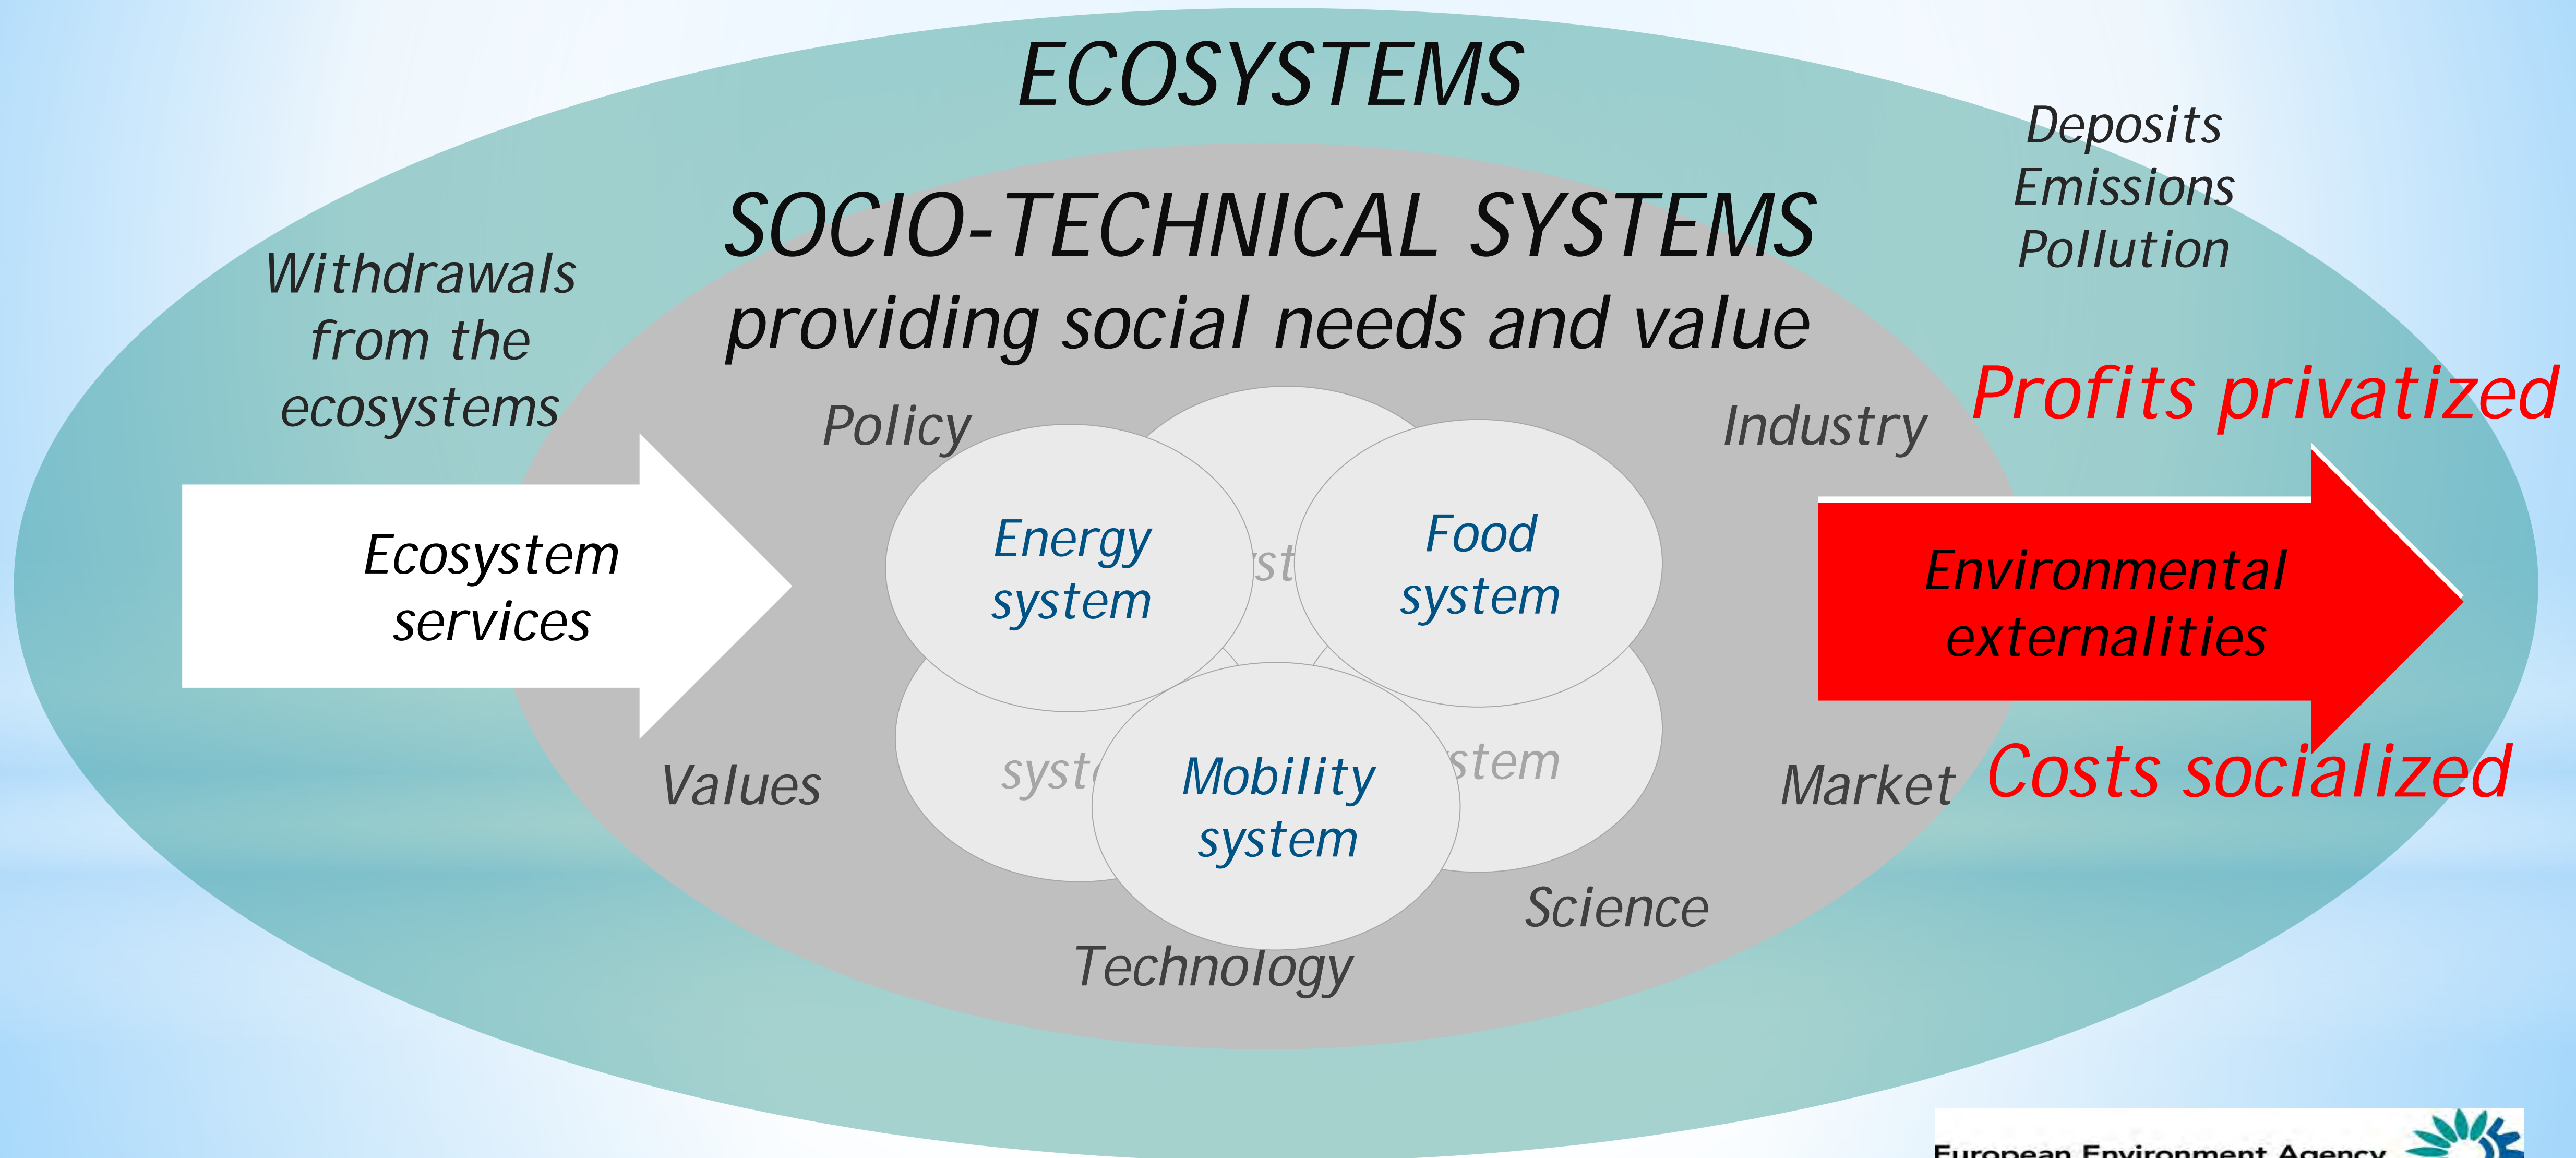 ECOSYSTEMS
SOCIO-TECHNICAL SYSTEMS
providing social needs and value
Deposits
Emissions
Pollution
Withdrawals
from the
ecosystems
Policy
Industry
Profits privatized
Ecosystem
services
Energy
system
Food
system
Environmental
externalities
Values
Mobility
system
Market
Costs socialized
Science
Technology
European Environment Agency